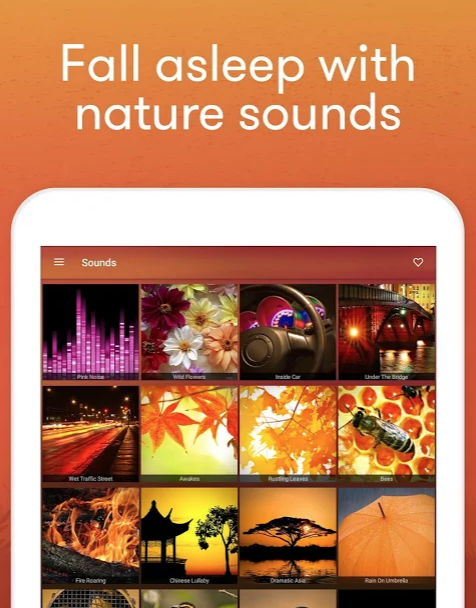 Fall asleep with
nature sounds
Sounds
Pink Noise
Wild Flowers
Inside Car
Under The Bridge
Wet Traffic Street
Awakes
Rustling Leaves
Bees
Fire Roaring
Chinese Lullaby
Dramatic Asia
Rain On Umbrella